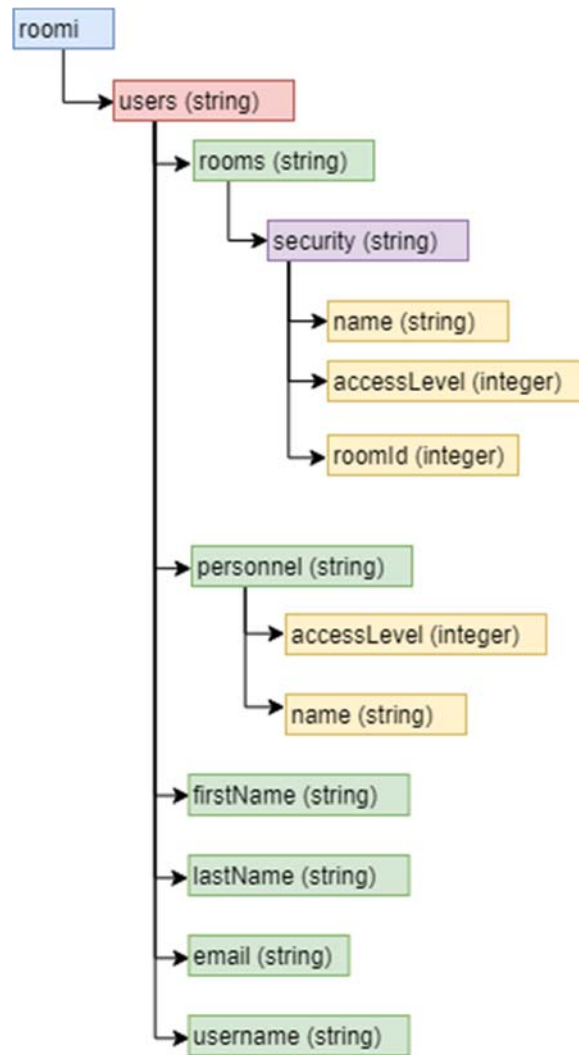 roomi
users (string)
rooms (string)
security (string)
name (string)
accessLevel (integer)
roomId (integer)
personnel (string)
accessLevel (integer)
name (string)
firstName (string)
lastName (string)
email (string)
username (string)